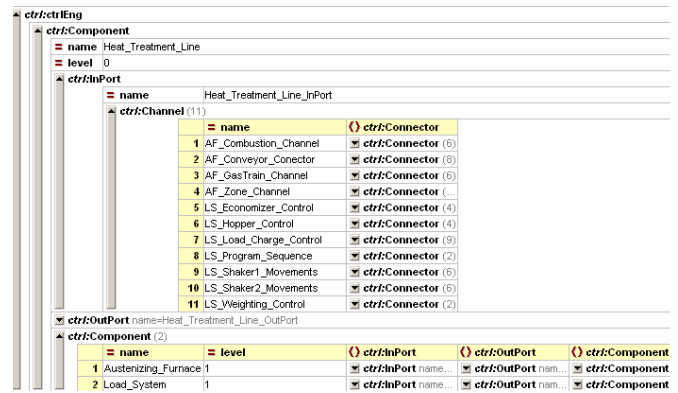 ctrl:ctrlEng
ctrl:Component
= name Heat_Treatment_Line
= level 0
ctrl:InPort
= name Heat_Treatment_Line_InPort
ctrl:Channel (11)
= name () ctrl:Connector
1 AF_Combustion_Channel ctrl:Connector (6)
2 AF_Conveyor_Conector ctrl:Connector (8)
3 AF_GasTrain_Channel ctrl:Connector (6)
4 AF_Zone_Channel ctrl:Connector (...
5 LS_Economizer_Control ctrl:Connector (4)
6 LS_Hopper_Control ctrl:Connector (4)
7 LS_Load_Charge_Control ctrl:Connector (9)
8 LS_Program_Sequence ctrl:Connector (2)
9 LS_Shaker1_Movements ctrl:Connector (6)
10 LS_Shaker2_Movements ctrl:Connector (6)
11 LS_Weighting_Control ctrl:Connector (2)
ctrl:OutPort name=Heat_Treatment_Line_OutPort
ctrl:Component (2)
= name = level () ctrl:InPort () ctrl:OutPort () ctrl:Component
1 Austenizing_Furnace 1 ctrl:InPort name... ctrl:OutPort nam... ctrl:Component
2 Load_System 1 ctrl:InPort name... ctrl:OutPort nam... ctrl:Component